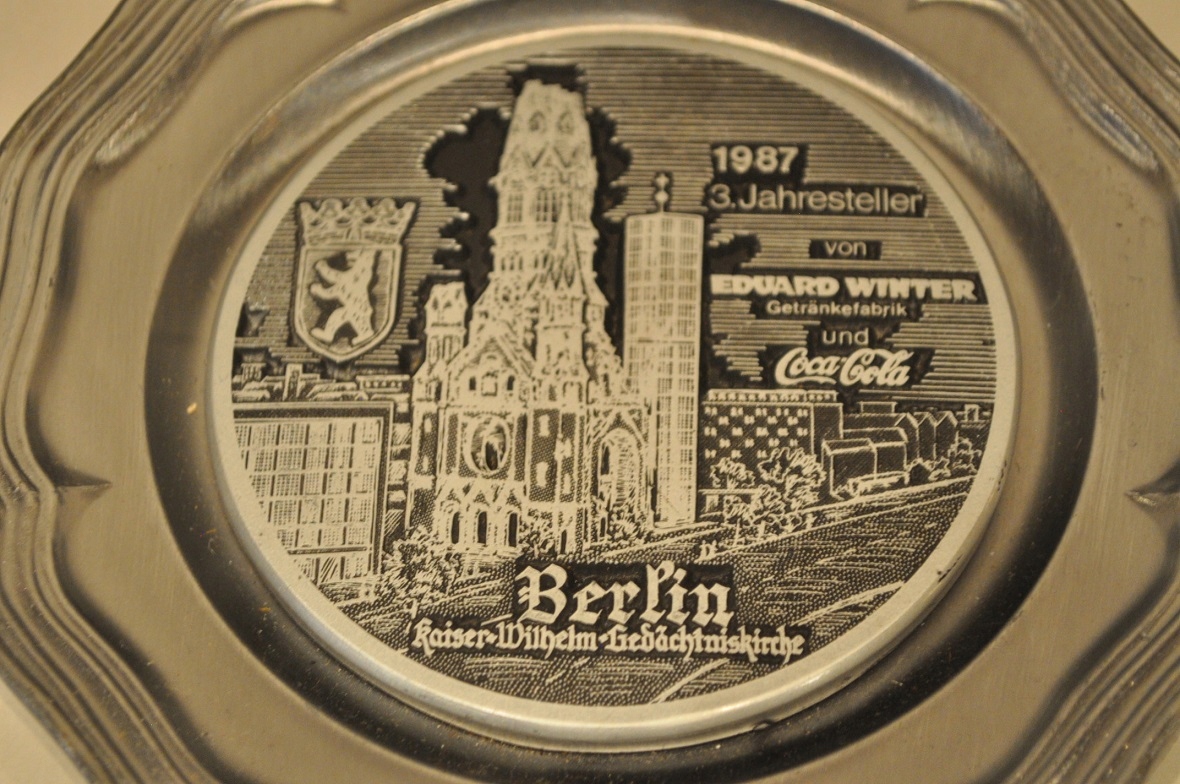 1987
3. Jahresteller
von
EDUARD WINTER
Getränkefabrik
und
Coca-Cola
Berlin
Kaiser-Wilhelm-Gedächtniskirche